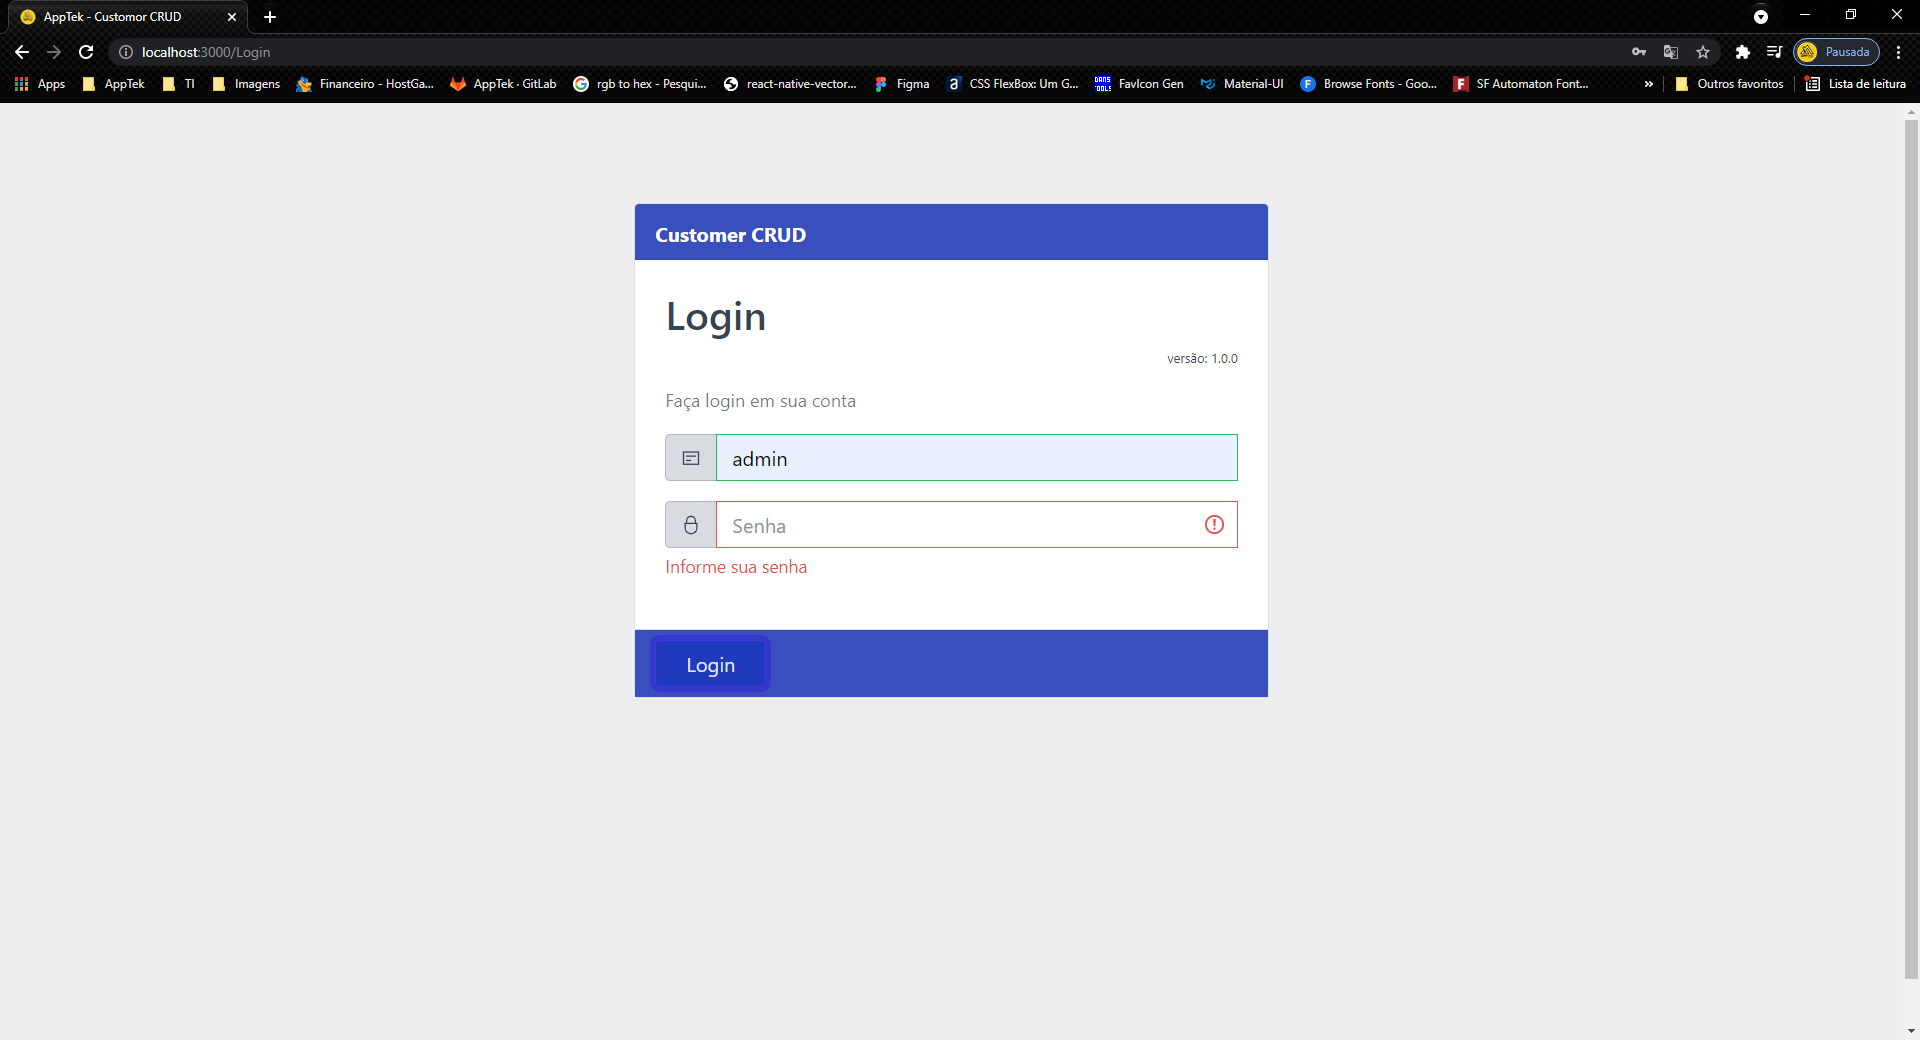 AppTek - Customor CRUD
localhost:3000/Login
Pausada
Apps
AppTek
TI
Imagens
Financeiro - HostGa...
AppTek · GitLab
rgb to hex - Pesqui...
react-native-vector...
Figma
CSS FlexBox: Um G...
FavIcon Gen
Material-UI
Browse Fonts - Goo...
SF Automaton Font...
»
Outros favoritos
Lista de leitura
Customer CRUD
Login
versão: 1.0.0
Faça login em sua conta
admin
Senha
Informe sua senha
Login